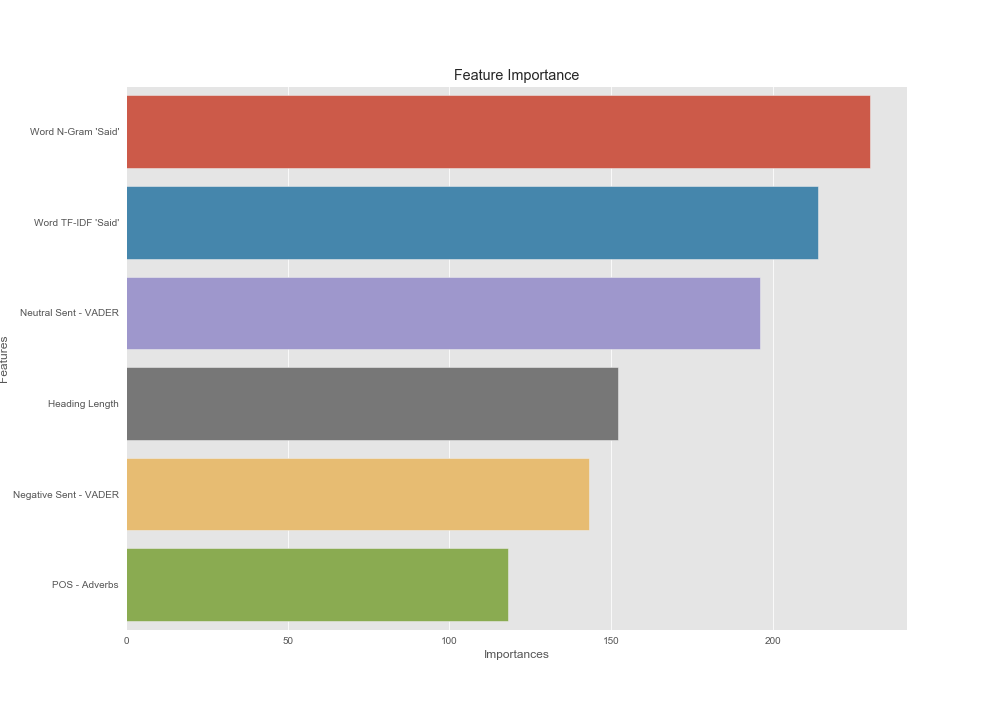 Feature Importance
Word N-Gram 'Said'
Word TF-IDF 'Said'
Neutral Sent - VADER
Heading Length
Negative Sent - VADER
POS - Adverbs
Features
0 50 100 150 200
Importances